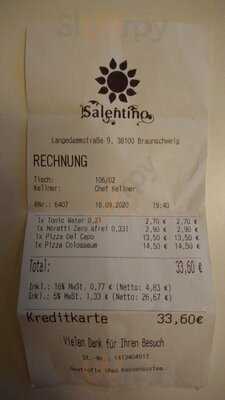 Salentino
Langedammstraße 9, 38100 Braunschweig
RECHNUNG
Tisch: 106/02
Kellner: Chef Kellner
RNr.: 6407 18.09.2020 19:40
1x Tonic Water 0,2l 2,70 € 2,70 €
1x Moretti Zero alfrei 0,33l 2,90 € 2,90 €
1x Pizza Del Capo 13,50 € 13,50 €
1x Pizza Colosseum 14,50 € 14,50 €
Total: 33,60 €
Inkl.: 16% MwSt. 0,77 € (Netto: 4,83 €)
Inkl.: 5% MwSt. 1,33 € (Netto: 26,67 €)
Kreditkarte 33,60€
Vielen Dank für Ihren Besuch
St.-Nr.: